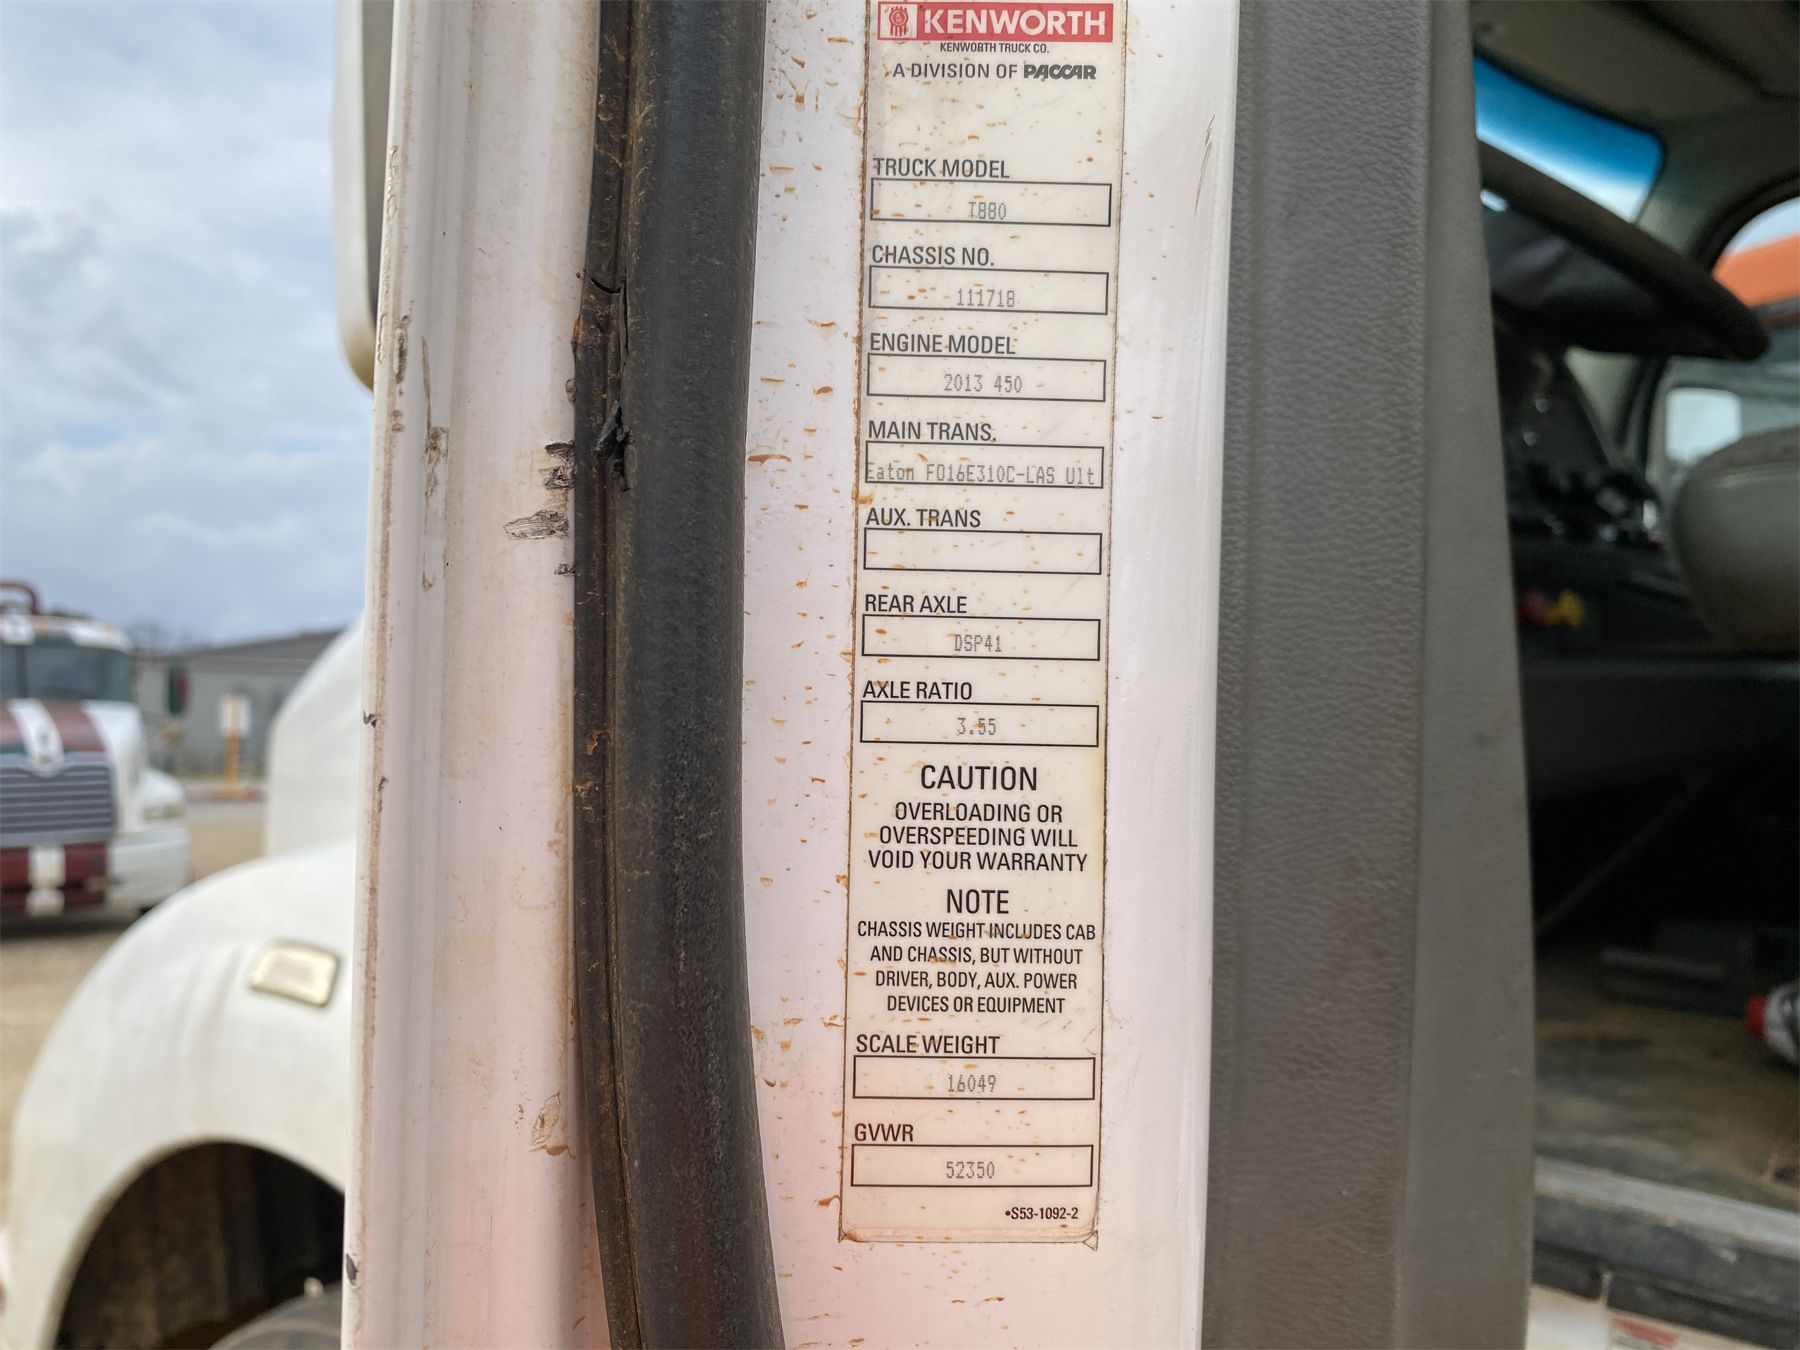 KENWORTH
KENWORTH TRUCK CO.
A DIVISION OF PACCAR
TRUCK MODEL
T880
CHASSIS NO.
111718
ENGINE MODEL
2013 450
MAIN TRANS.
Eaton FO16E310C-LAS Ult
AUX. TRANS
REAR AXLE
DSP41
AXLE RATIO
3.55
CAUTION
OVERLOADING OR
OVERSPEEDING WILL
VOID YOUR WARRANTY
NOTE
CHASSIS WEIGHT INCLUDES CAB
AND CHASSIS, BUT WITHOUT
DRIVER, BODY, AUX. POWER
DEVICES OR EQUIPMENT
SCALE WEIGHT
16049
GVWR
52350
•S53-1092-2